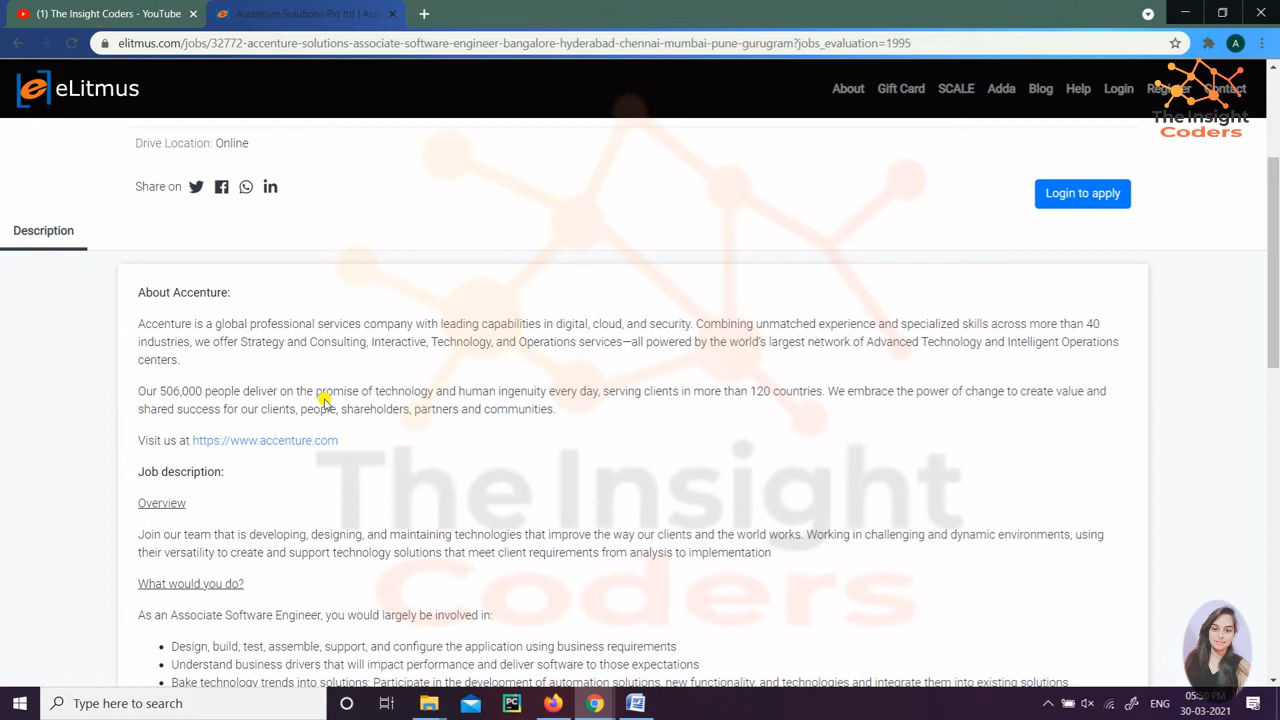 (1) The Insight Coders - YouTube
Accenture Solutions Pvt ltd | Ass
elitmus.com/jobs/32772-accenture-solutions-associate-software-engineer-bangalore-hyderabad-chennai-mumbai-pune-gurugram?jobs_evaluation=1995
A
eLitmus
About Gift Card SCALE Adda Blog Help Login Register Contact
The Insight
Coders
Drive Location: Online
Share on
Login to apply
Description
About Accenture:
Accenture is a global professional services company with leading capabilities in digital, cloud, and security. Combining unmatched experience and specialized skills across more than 40
industries, we offer Strategy and Consulting, Interactive, Technology, and Operations services—all powered by the world's largest network of Advanced Technology and Intelligent Operations
centers.
Our 506,000 people deliver on the promise of technology and human ingenuity every day, serving clients in more than 120 countries. We embrace the power of change to create value and
shared success for our clients, people, shareholders, partners and communities.
Visit us at https://www.accenture.com
Job description:
The Insight
Coders
Overview
Join our team that is developing, designing, and maintaining technologies that improve the way our clients and the world works. Working in challenging and dynamic environments, using
their versatility to create and support technology solutions that meet client requirements from analysis to implementation
What would you do?
As an Associate Software Engineer, you would largely be involved in:
• Design, build, test, assemble, support, and configure the application using business requirements
• Understand business drivers that will impact performance and deliver software to those expectations
• Bake technology trends into solutions: Participate in the development of automation solutions, new functionality, and technologies and integrate them into existing solutions
Type here to search
PC
W
ENG
05:50 PM
30-03-2021